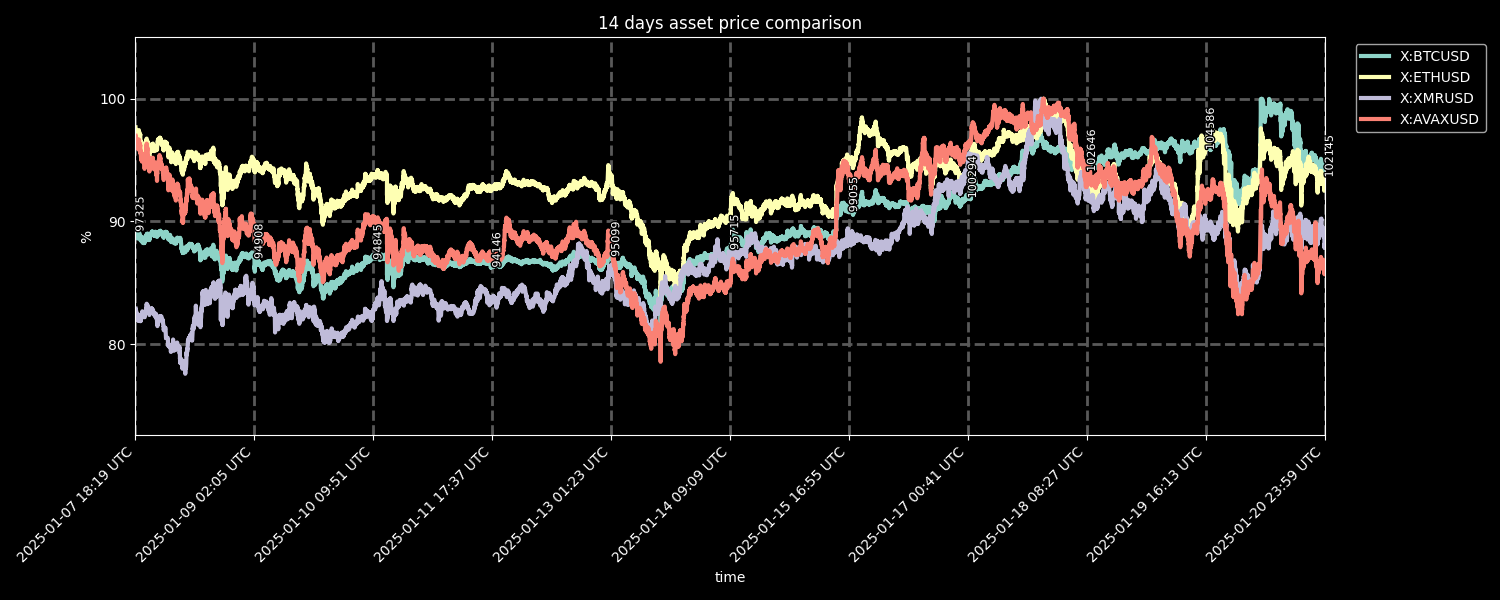 14 days asset price comparison
X:BTCUSD
X:ETHUSD
X:XMRUSD
X:AVAXUSD
100
90
80
%
97325
94908
94845
94146
95099
95715
99055
100294
102646
104586
102145
2025-01-07 18:19 UTC
2025-01-09 02:05 UTC
2025-01-10 09:51 UTC
2025-01-11 17:37 UTC
2025-01-13 01:23 UTC
2025-01-14 09:09 UTC
2025-01-15 16:55 UTC
2025-01-17 00:41 UTC
2025-01-18 08:27 UTC
2025-01-19 16:13 UTC
2025-01-20 23:59 UTC
time